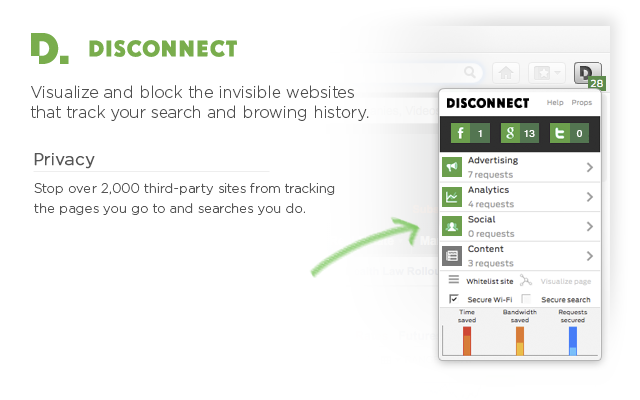 D. DISCONNECT
Visualize and block the invisible websites
that track your search and browing history.
Privacy
Stop over 2,000 third-party sites from tracking
the pages you go to and searches you do.
D
28
DISCONNECT Help Props
f 1 g 13 t 0
Advertising
7 requests
Analytics
4 requests
Social
0 requests
Content
3 requests
Whitelist site Visualize page
Secure Wi-Fi Secure search
Time saved
Bandwidth saved
Requests secured